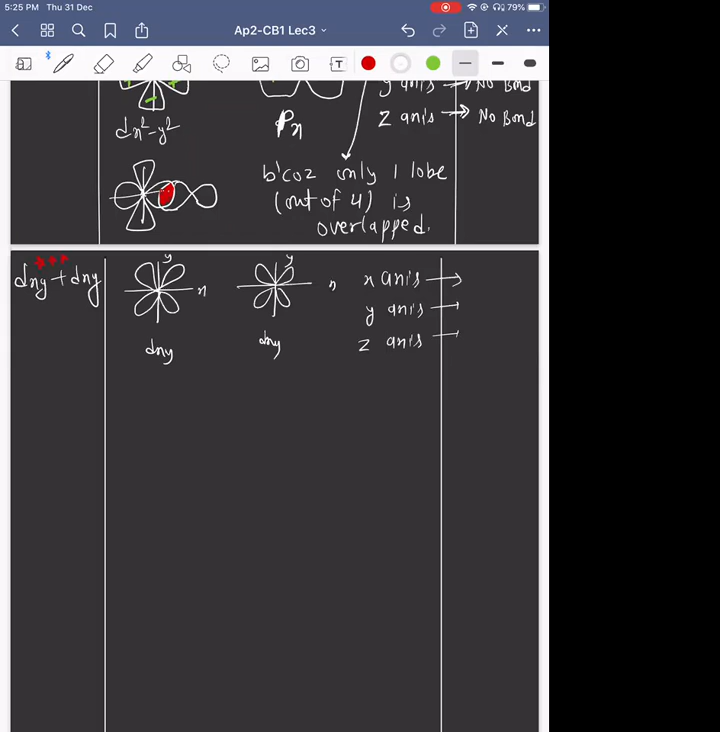 5:25 PM Thu 31 Dec
79%
Ap2-CB1 Lec3
T
y axis → No Bond
dx²-y²
Px
z axis → No Bond
b'coz only 1 lobe
(out of 4) is
overlapped.
dxy + dxy
y
x
y
x
x axis →
y axis →
z axis →
dxy
dxy